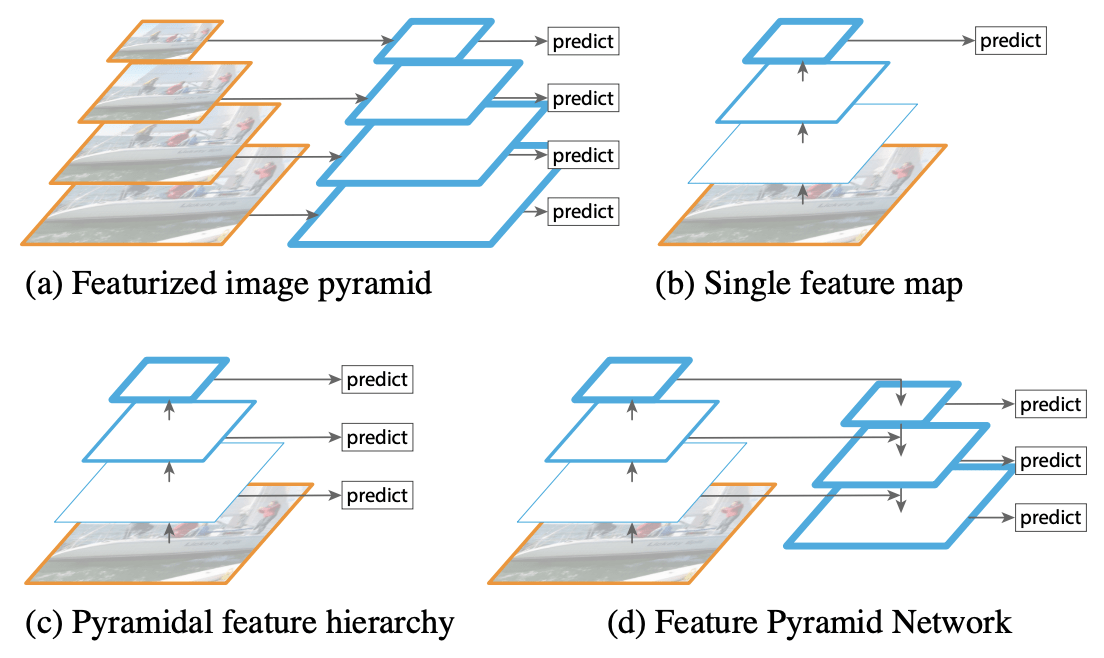 predict
predict
predict
predict
predict
(a) Featurized image pyramid
(b) Single feature map
predict
predict
predict
predict
predict
predict
(c) Pyramidal feature hierarchy
(d) Feature Pyramid Network